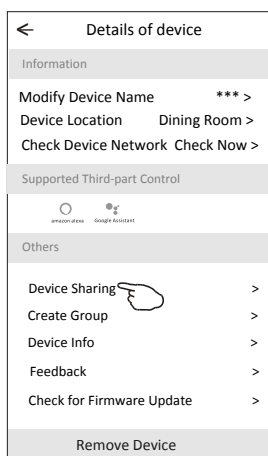 ← Details of device
Information
Modify Device Name *** >
Device Location Dining Room >
Check Device Network Check Now >
Supported Third-part Control
amazon alexa Google Assistant
Others
Device Sharing >
Create Group >
Device Info >
Feedback >
Check for Firmware Update >
Remove Device